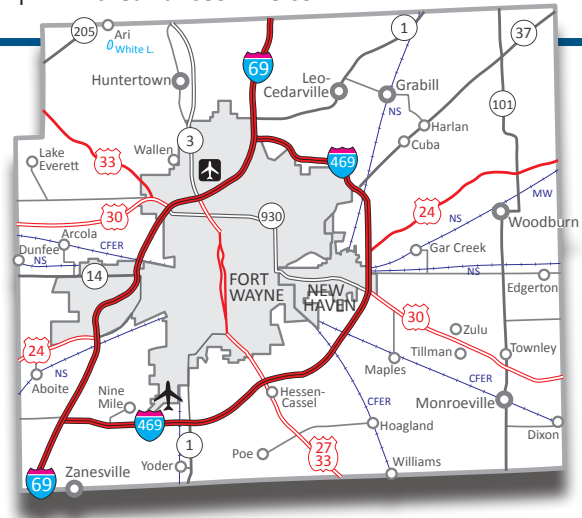 205
Ari
White L.
1
37
69
Huntertown
Leo-
Cedarville
Grabill
NS
101
Harlan
3
Wallen
Cuba
469
Lake
Everett
33
MW
24
30
930
NS
Woodburn
Arcola
CFER
Dunfee
NS
Gar Creek
14
NS
FORT
WAYNE
NEW
HAVEN
Edgerton
30
Zulu
24
Tillman
Townley
NS
Maples
Aboite
CFER
Nine
Mile
Hessen-
Cassel
CFER
Monroeville
469
Hoagland
Dixon
1
Poe
27
33
Yoder
Williams
69
Zanesville